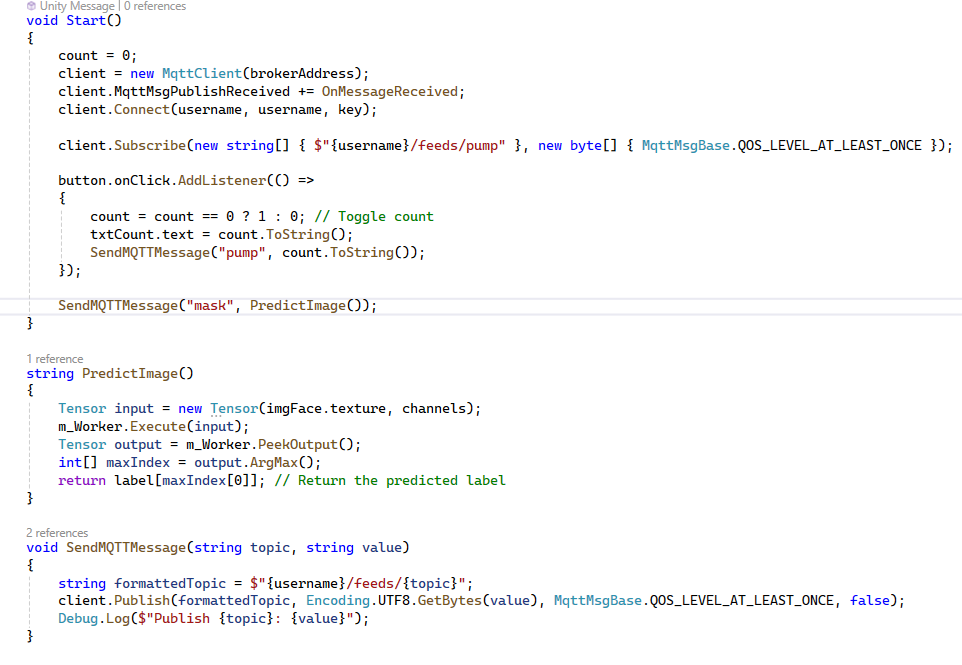 Unity Message | 0 references
void Start()
{
    count = 0;
    client = new MqttClient(brokerAddress);
    client.MqttMsgPublishReceived += OnMessageReceived;
    client.Connect(username, username, key);

    client.Subscribe(new string[] { $"{username}/feeds/pump" }, new byte[] { MqttMsgBase.QOS_LEVEL_AT_LEAST_ONCE });

    button.onClick.AddListener(() =>
    {
        count = count == 0 ? 1 : 0; // Toggle count
        txtCount.text = count.ToString();
        SendMQTTMessage("pump", count.ToString());
    });

    SendMQTTMessage("mask", PredictImage());
}

1 reference
string PredictImage()
{
    Tensor input = new Tensor(imgFace.texture, channels);
    m_Worker.Execute(input);
    Tensor output = m_Worker.PeekOutput();
    int[] maxIndex = output.ArgMax();
    return label[maxIndex[0]]; // Return the predicted label
}

2 references
void SendMQTTMessage(string topic, string value)
{
    string formattedTopic = $"{username}/feeds/{topic}";
    client.Publish(formattedTopic, Encoding.UTF8.GetBytes(value), MqttMsgBase.QOS_LEVEL_AT_LEAST_ONCE, false);
    Debug.Log($"Publish {topic}: {value}");
}